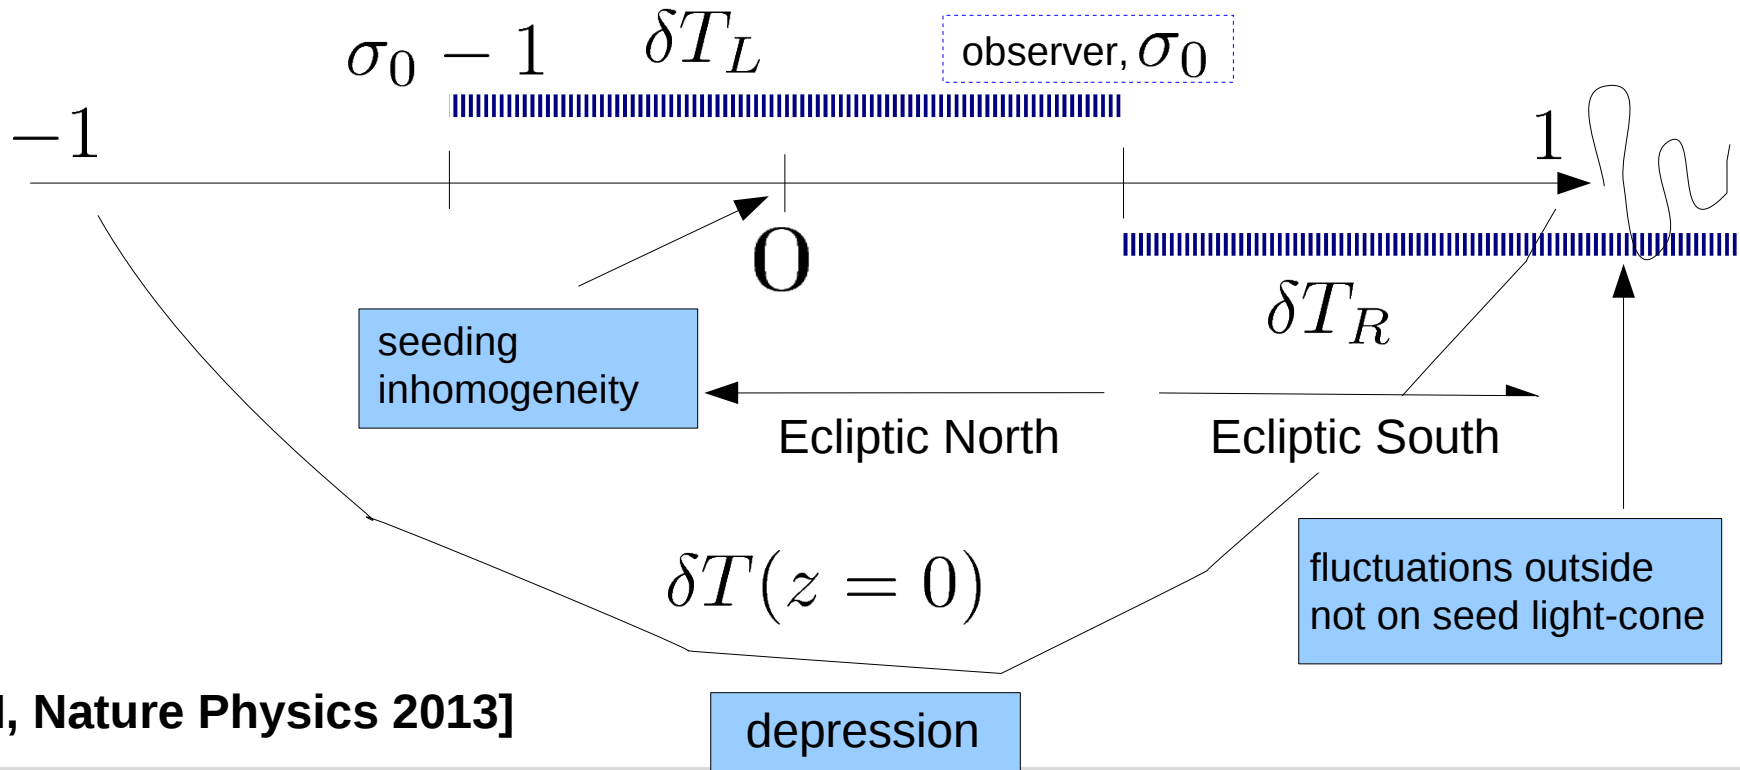 σ₀ − 1
δT_L
observer, σ₀
−1
1
0
δT_R
seeding
inhomogeneity
Ecliptic North
Ecliptic South
δT(z = 0)
fluctuations outside
not on seed light-cone
, Nature Physics 2013]
depression